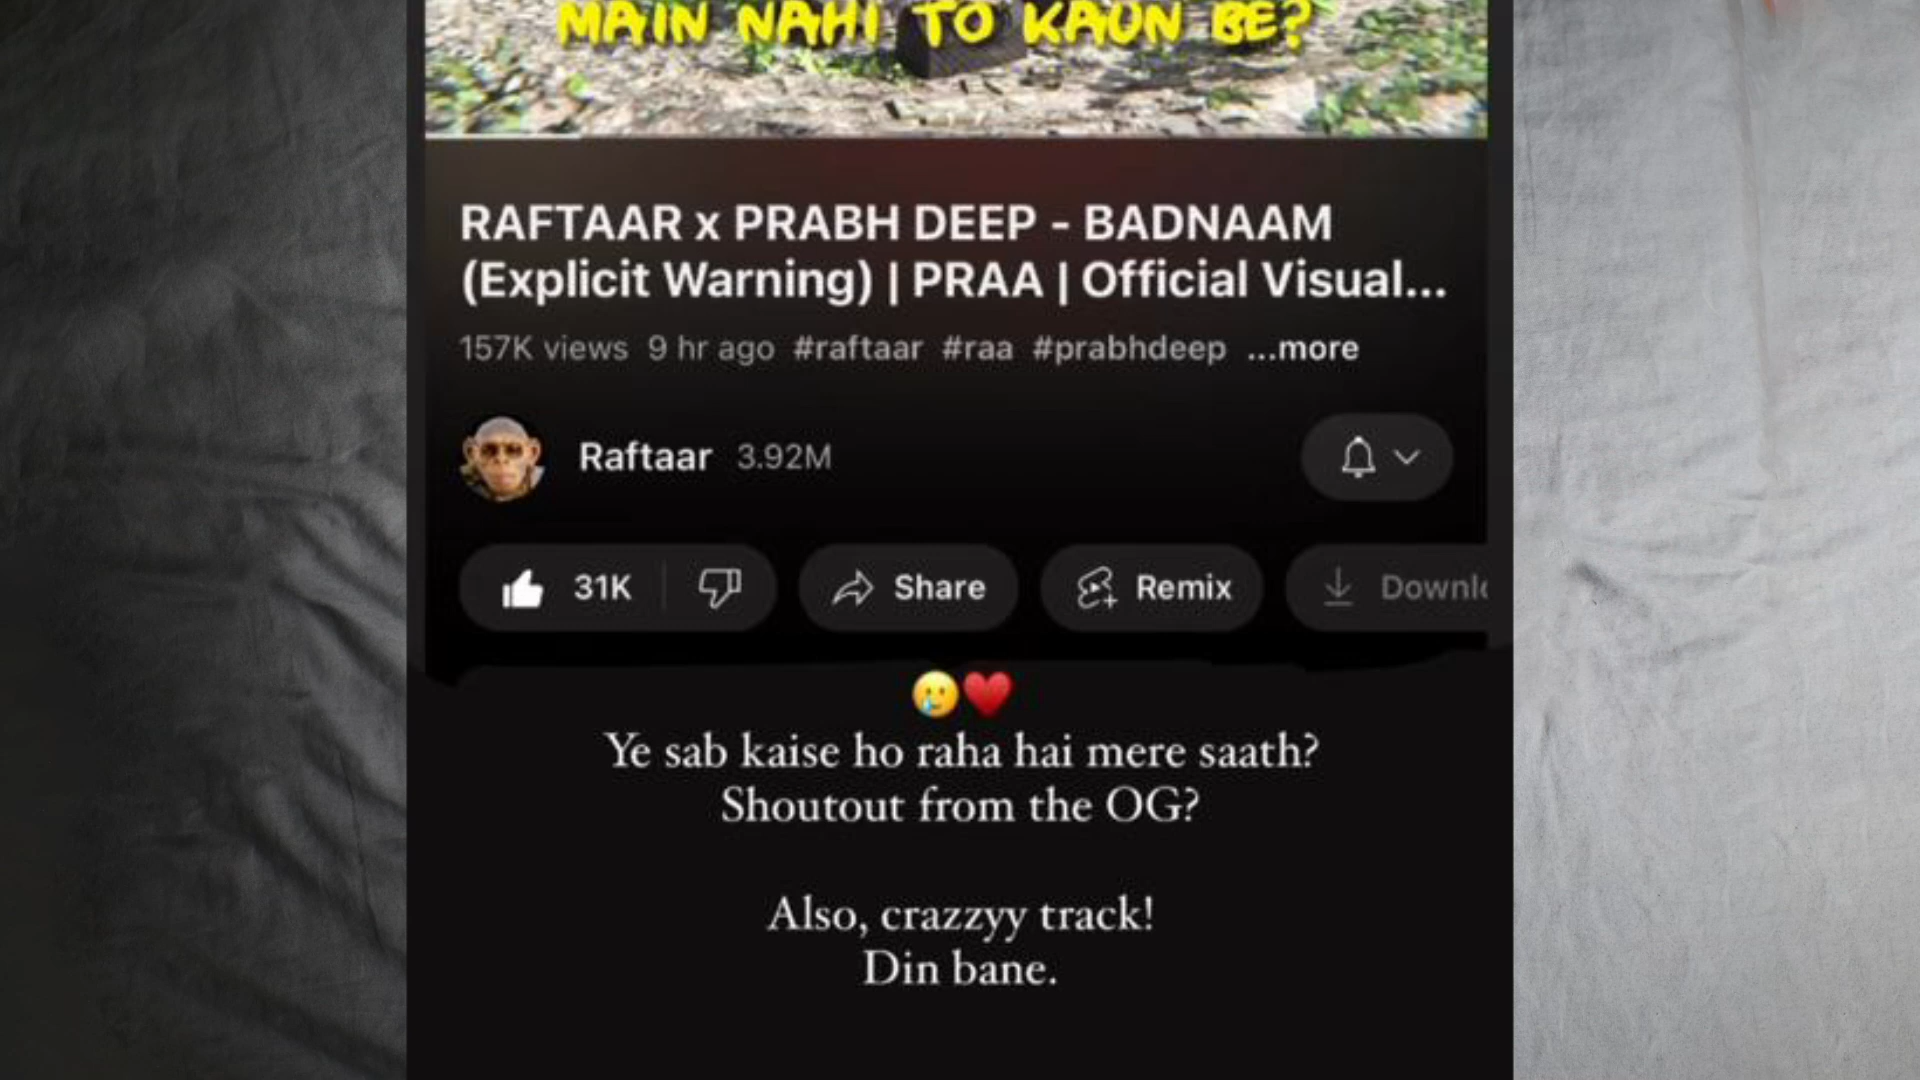 MAIN NAHI TO KAUN BE?
RAFTAAR x PRABH DEEP - BADNAAM
(Explicit Warning) | PRAA | Official Visual...
157K views 9 hr ago #raftaar #raa #prabhdeep ...more
Raftaar 3.92M
31K Share Remix Downlo
🥲❤️
Ye sab kaise ho raha hai mere saath?
Shoutout from the OG?
Also, crazzyy track!
Din bane.